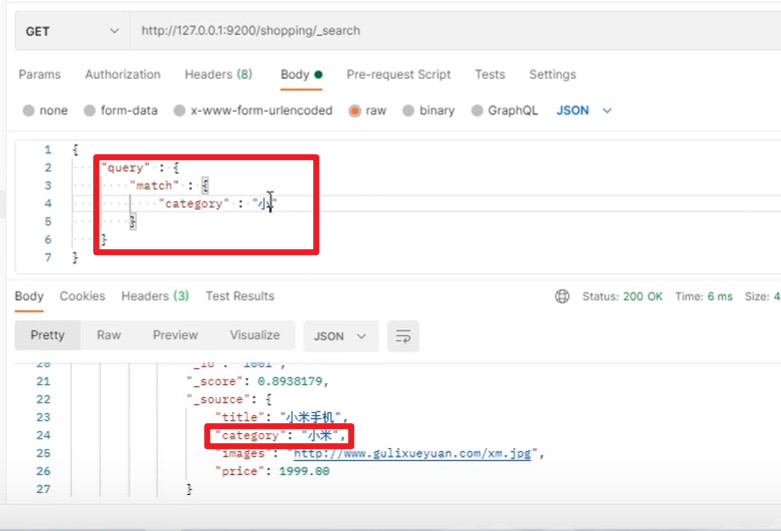 GET http://127.0.0.1:9200/shopping/_search
Params Authorization Headers (8) Body Pre-request Script Tests Settings
none form-data x-www-form-urlencoded raw binary GraphQL JSON
1 {
2 "query" : {
3 "match" : {
4 "category" : "小"
5 }
6 }
7 }
Body Cookies Headers (3) Test Results Status: 200 OK Time: 6 ms Size: 4
Pretty Raw Preview Visualize JSON
20 "_id": "1001",
21 "_score": 0.8938179,
22 "_source": {
23 "title": "小米手机",
24 "category": "小米",
25 "images": "http://www.gulixueyuan.com/xm.jpg",
26 "price": 1999.00
27 }